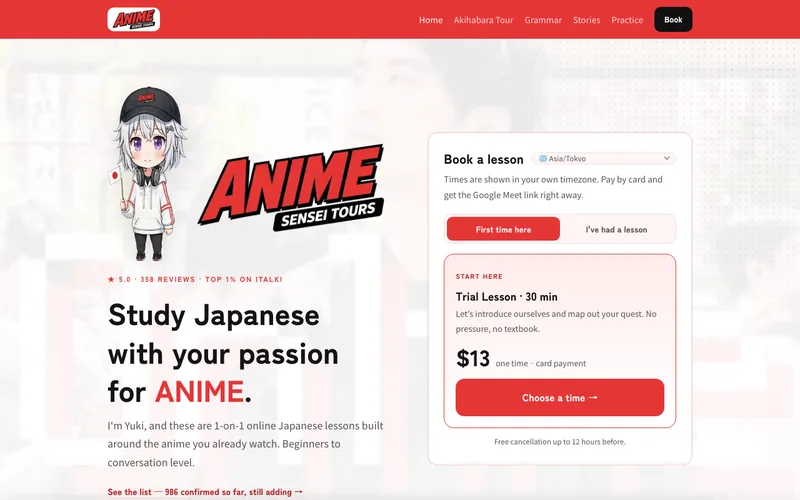 ANIME
SENSEI TOURS
Home
Akihabara Tour
Grammar
Stories
Practice
Book
ANIME
ANIME
SENSEI TOURS
★ 5.0 · 358 REVIEWS · TOP 1% ON ITALKI
Study Japanese
with your passion
for ANIME.
I'm Yuki, and these are 1-on-1 online Japanese lessons built
around the anime you already watch. Beginners to
conversation level.
See the list — 986 confirmed so far, still adding →
Book a lesson
Asia/Tokyo
Times are shown in your own timezone. Pay by card and
get the Google Meet link right away.
First time here
I've had a lesson
START HERE
Trial Lesson · 30 min
Let's introduce ourselves and map out your quest. No
pressure, no textbook.
$13 one time · card payment
Choose a time →
Free cancellation up to 12 hours before.